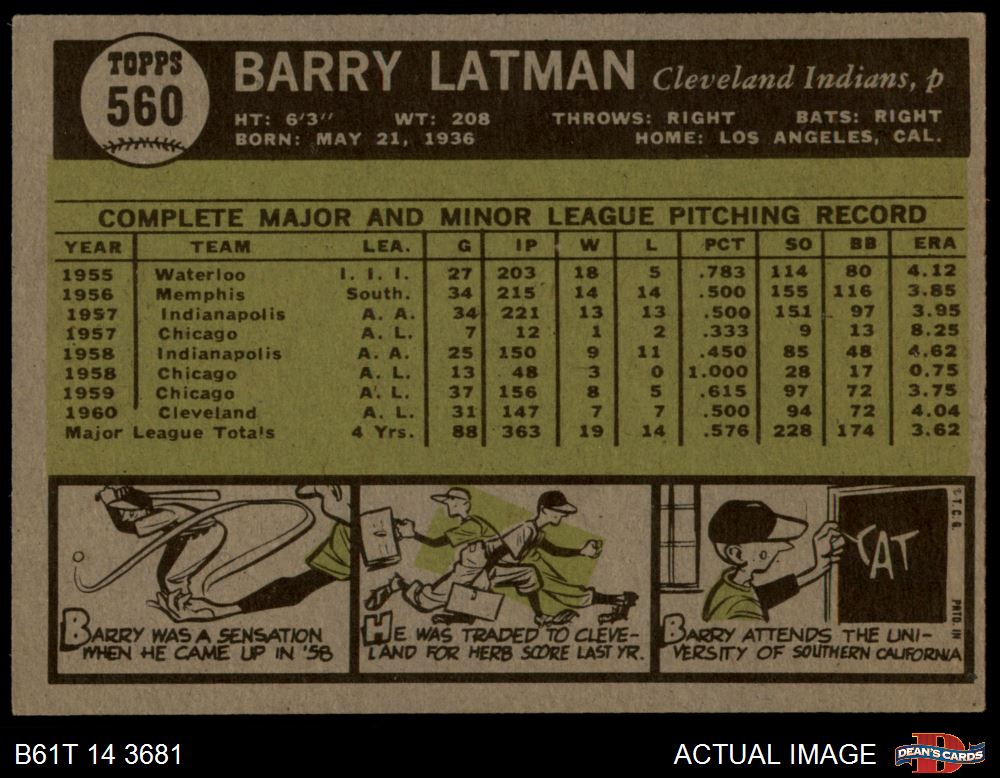 TOPPS
560
BARRY LATMAN Cleveland Indians, p
HT: 6'3" WT: 208 THROWS: RIGHT BATS: RIGHT
BORN: MAY 21, 1936 HOME: LOS ANGELES, CAL.
COMPLETE MAJOR AND MINOR LEAGUE PITCHING RECORD
YEAR TEAM LEA. G IP W L PCT SO BB ERA
1955 Waterloo I. I. I. 27 203 18 5 .783 114 80 4.12
1956 Memphis South. 34 215 14 14 .500 155 116 3.85
1957 Indianapolis A. A. 34 221 13 13 .500 151 97 3.95
1957 Chicago A. L. 7 12 1 2 .333 9 13 8.25
1958 Indianapolis A. A. 25 150 9 11 .450 85 48 4.62
1958 Chicago A. L. 13 48 3 0 1.000 28 17 0.75
1959 Chicago A. L. 37 156 8 5 .615 97 72 3.75
1960 Cleveland A. L. 31 147 7 7 .500 94 72 4.04
Major League Totals 4 Yrs. 88 363 19 14 .576 228 174 3.62
BARRY WAS A SENSATION
WHEN HE CAME UP IN '58
HE WAS TRADED TO CLEVE-
LAND FOR HERB SCORE LAST YR.
CAT
BARRY ATTENDS THE UNI-
VERSITY OF SOUTHERN CALIFORNIA
©T.C.G.
PRTD. IN
B61T 14 3681
ACTUAL IMAGE
DEAN'S CARDS